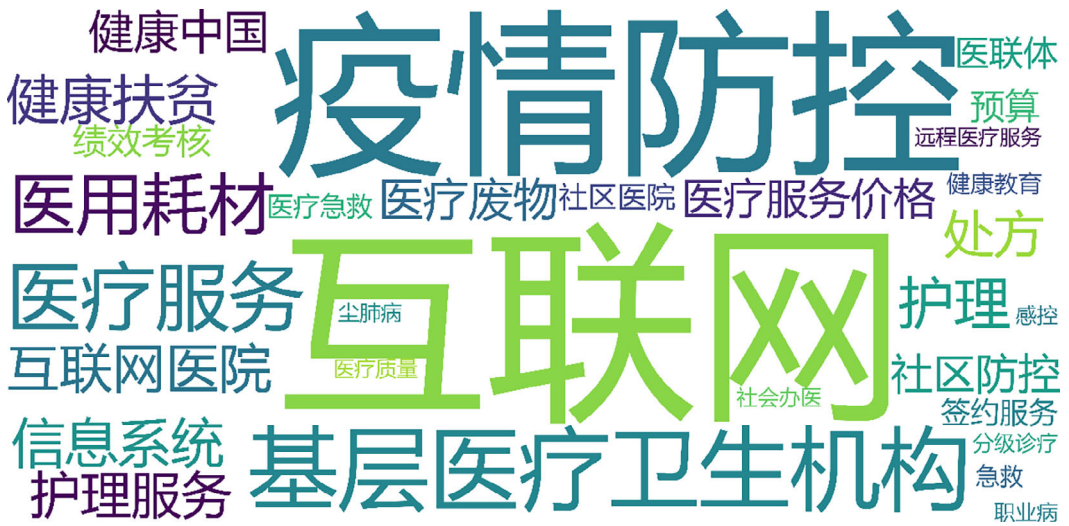 健康中国
疫情防控
医联体
健康扶贫
预算
绩效考核
远程医疗服务
医用耗材
医疗急救
医疗废物
社区医院
医疗服务价格
健康教育
处方
互联网
医疗服务
尘肺病
护理
感控
互联网医院
医疗质量
社会办医
社区防控
签约服务
信息系统
基层医疗卫生机构
分级诊疗
护理服务
急救
职业病